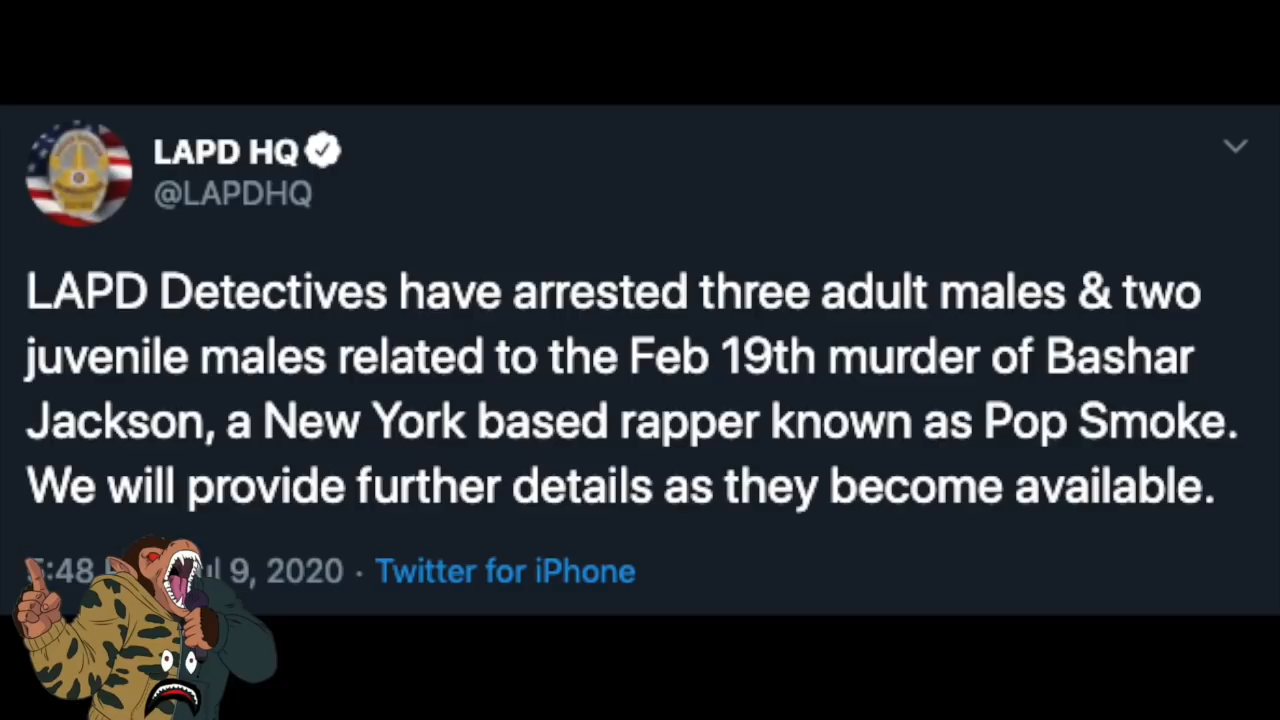 LAPD HQ
@LAPDHQ
LAPD Detectives have arrested three adult males & two
juvenile males related to the Feb 19th murder of Bashar
Jackson, a New York based rapper known as Pop Smoke.
We will provide further details as they become available.
:48 9, 2020 · Twitter for iPhone